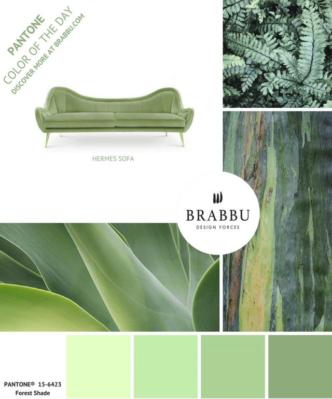 PANTONE
COLOR OF THE DAY
DISCOVER MORE AT BRABBU.COM
HERMES SOFA
BRABBU
DESIGN FORCES
PANTONE® 15-6423
Forest Shade